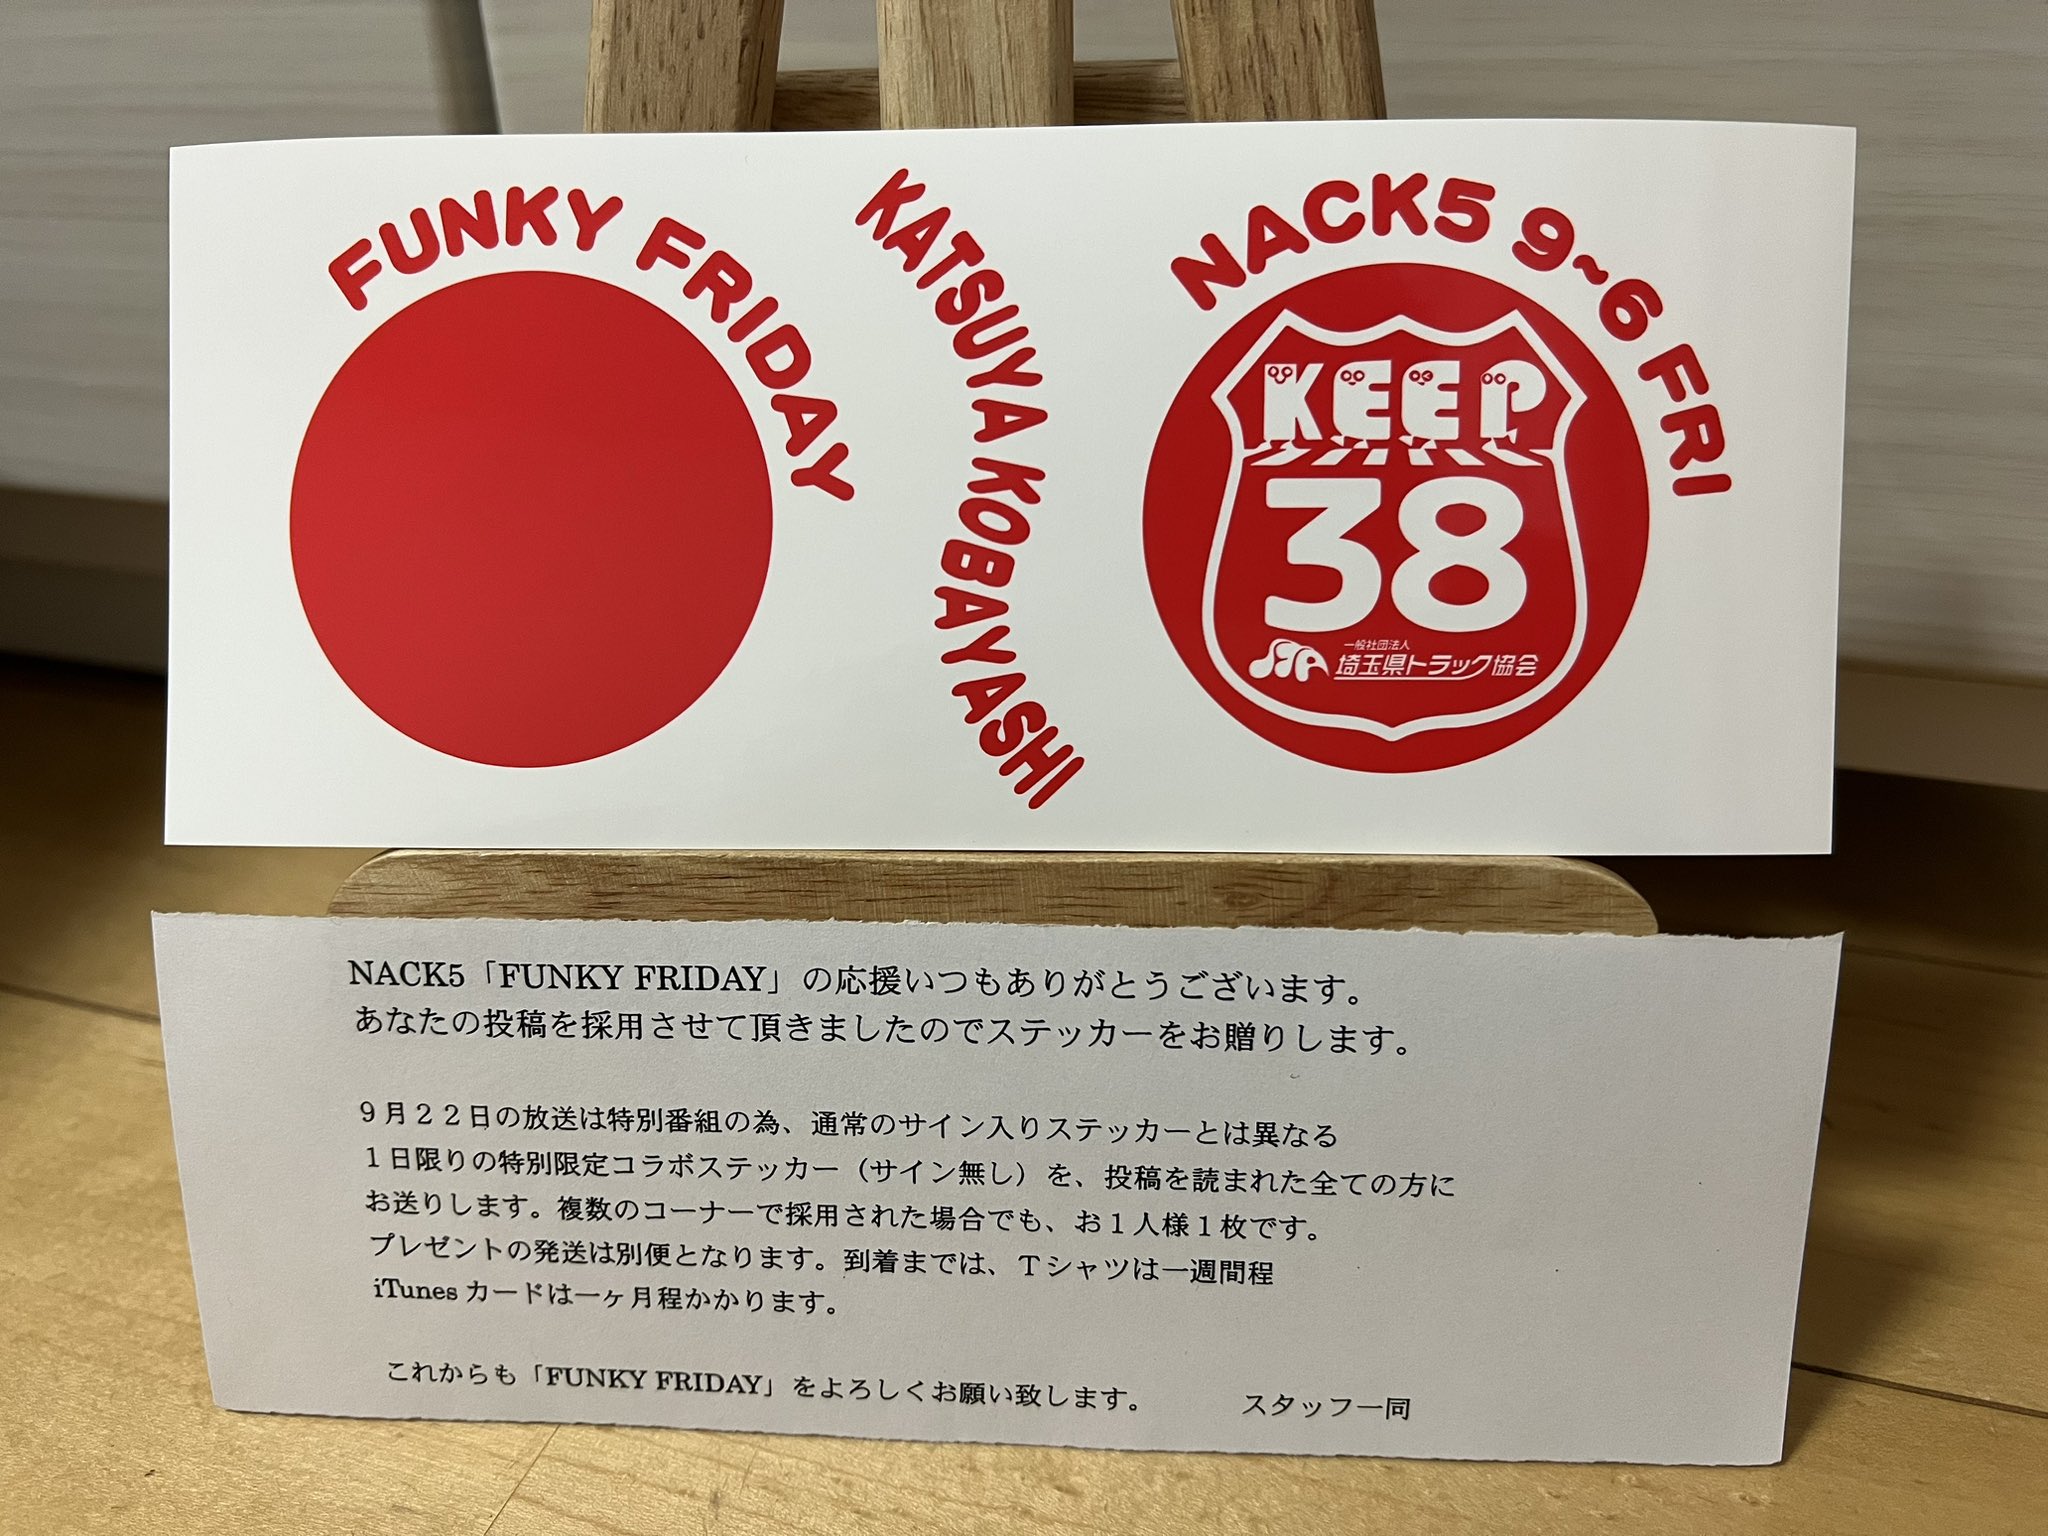 FUNKY FRIDAY
KATSUYA KOBAYASHI
NACK5 9~6 FRI
KEEP
38
一般社団法人
埼玉県トラック協会
NACK5「FUNKY FRIDAY」の応援いつもありがとうございます。
あなたの投稿を採用させて頂きましたのでステッカーをお贈りします。
９月２２日の放送は特別番組の為、通常のサイン入りステッカーとは異なる
１日限りの特別限定コラボステッカー（サイン無し）を、投稿を読まれた全ての方に
お送りします。複数のコーナーで採用された場合でも、お１人様１枚です。
プレゼントの発送は別便となります。到着までは、Ｔシャツは一週間程
iTunes カードは一ヶ月程かかります。
これからも「FUNKY FRIDAY」をよろしくお願い致します。　　　スタッフ一同